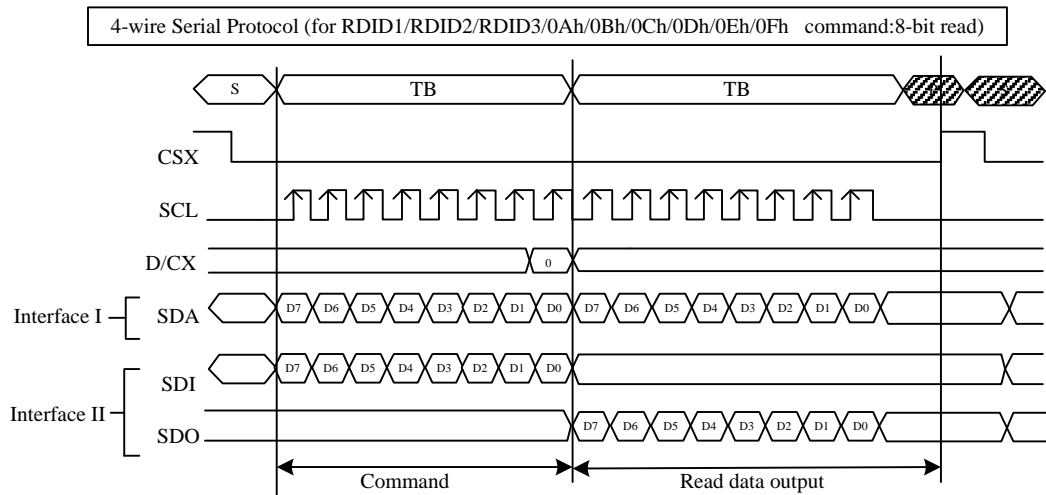 4-wire Serial Protocol (for RDID1/RDID2/RDID3/0Ah/0Bh/0Ch/0Dh/0Eh/0Fh command:8-bit read)
S TB TB
CSX
SCL
D/CX 0
Interface I SDA D7 D6 D5 D4 D3 D2 D1 D0 D7 D6 D5 D4 D3 D2 D1 D0
SDI D7 D6 D5 D4 D3 D2 D1 D0
Interface II
SDO D7 D6 D5 D4 D3 D2 D1 D0
Command Read data output